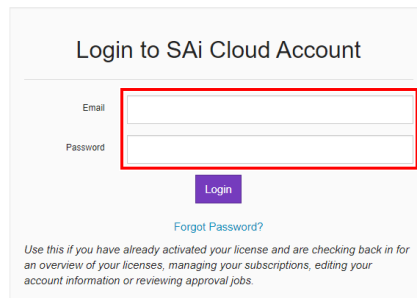 Login to SAi Cloud Account
Email
Password
Login
Forgot Password?
Use this if you have already activated your license and are checking back in for
an overview of your licenses, managing your subscriptions, editing your
account information or reviewing approval jobs.